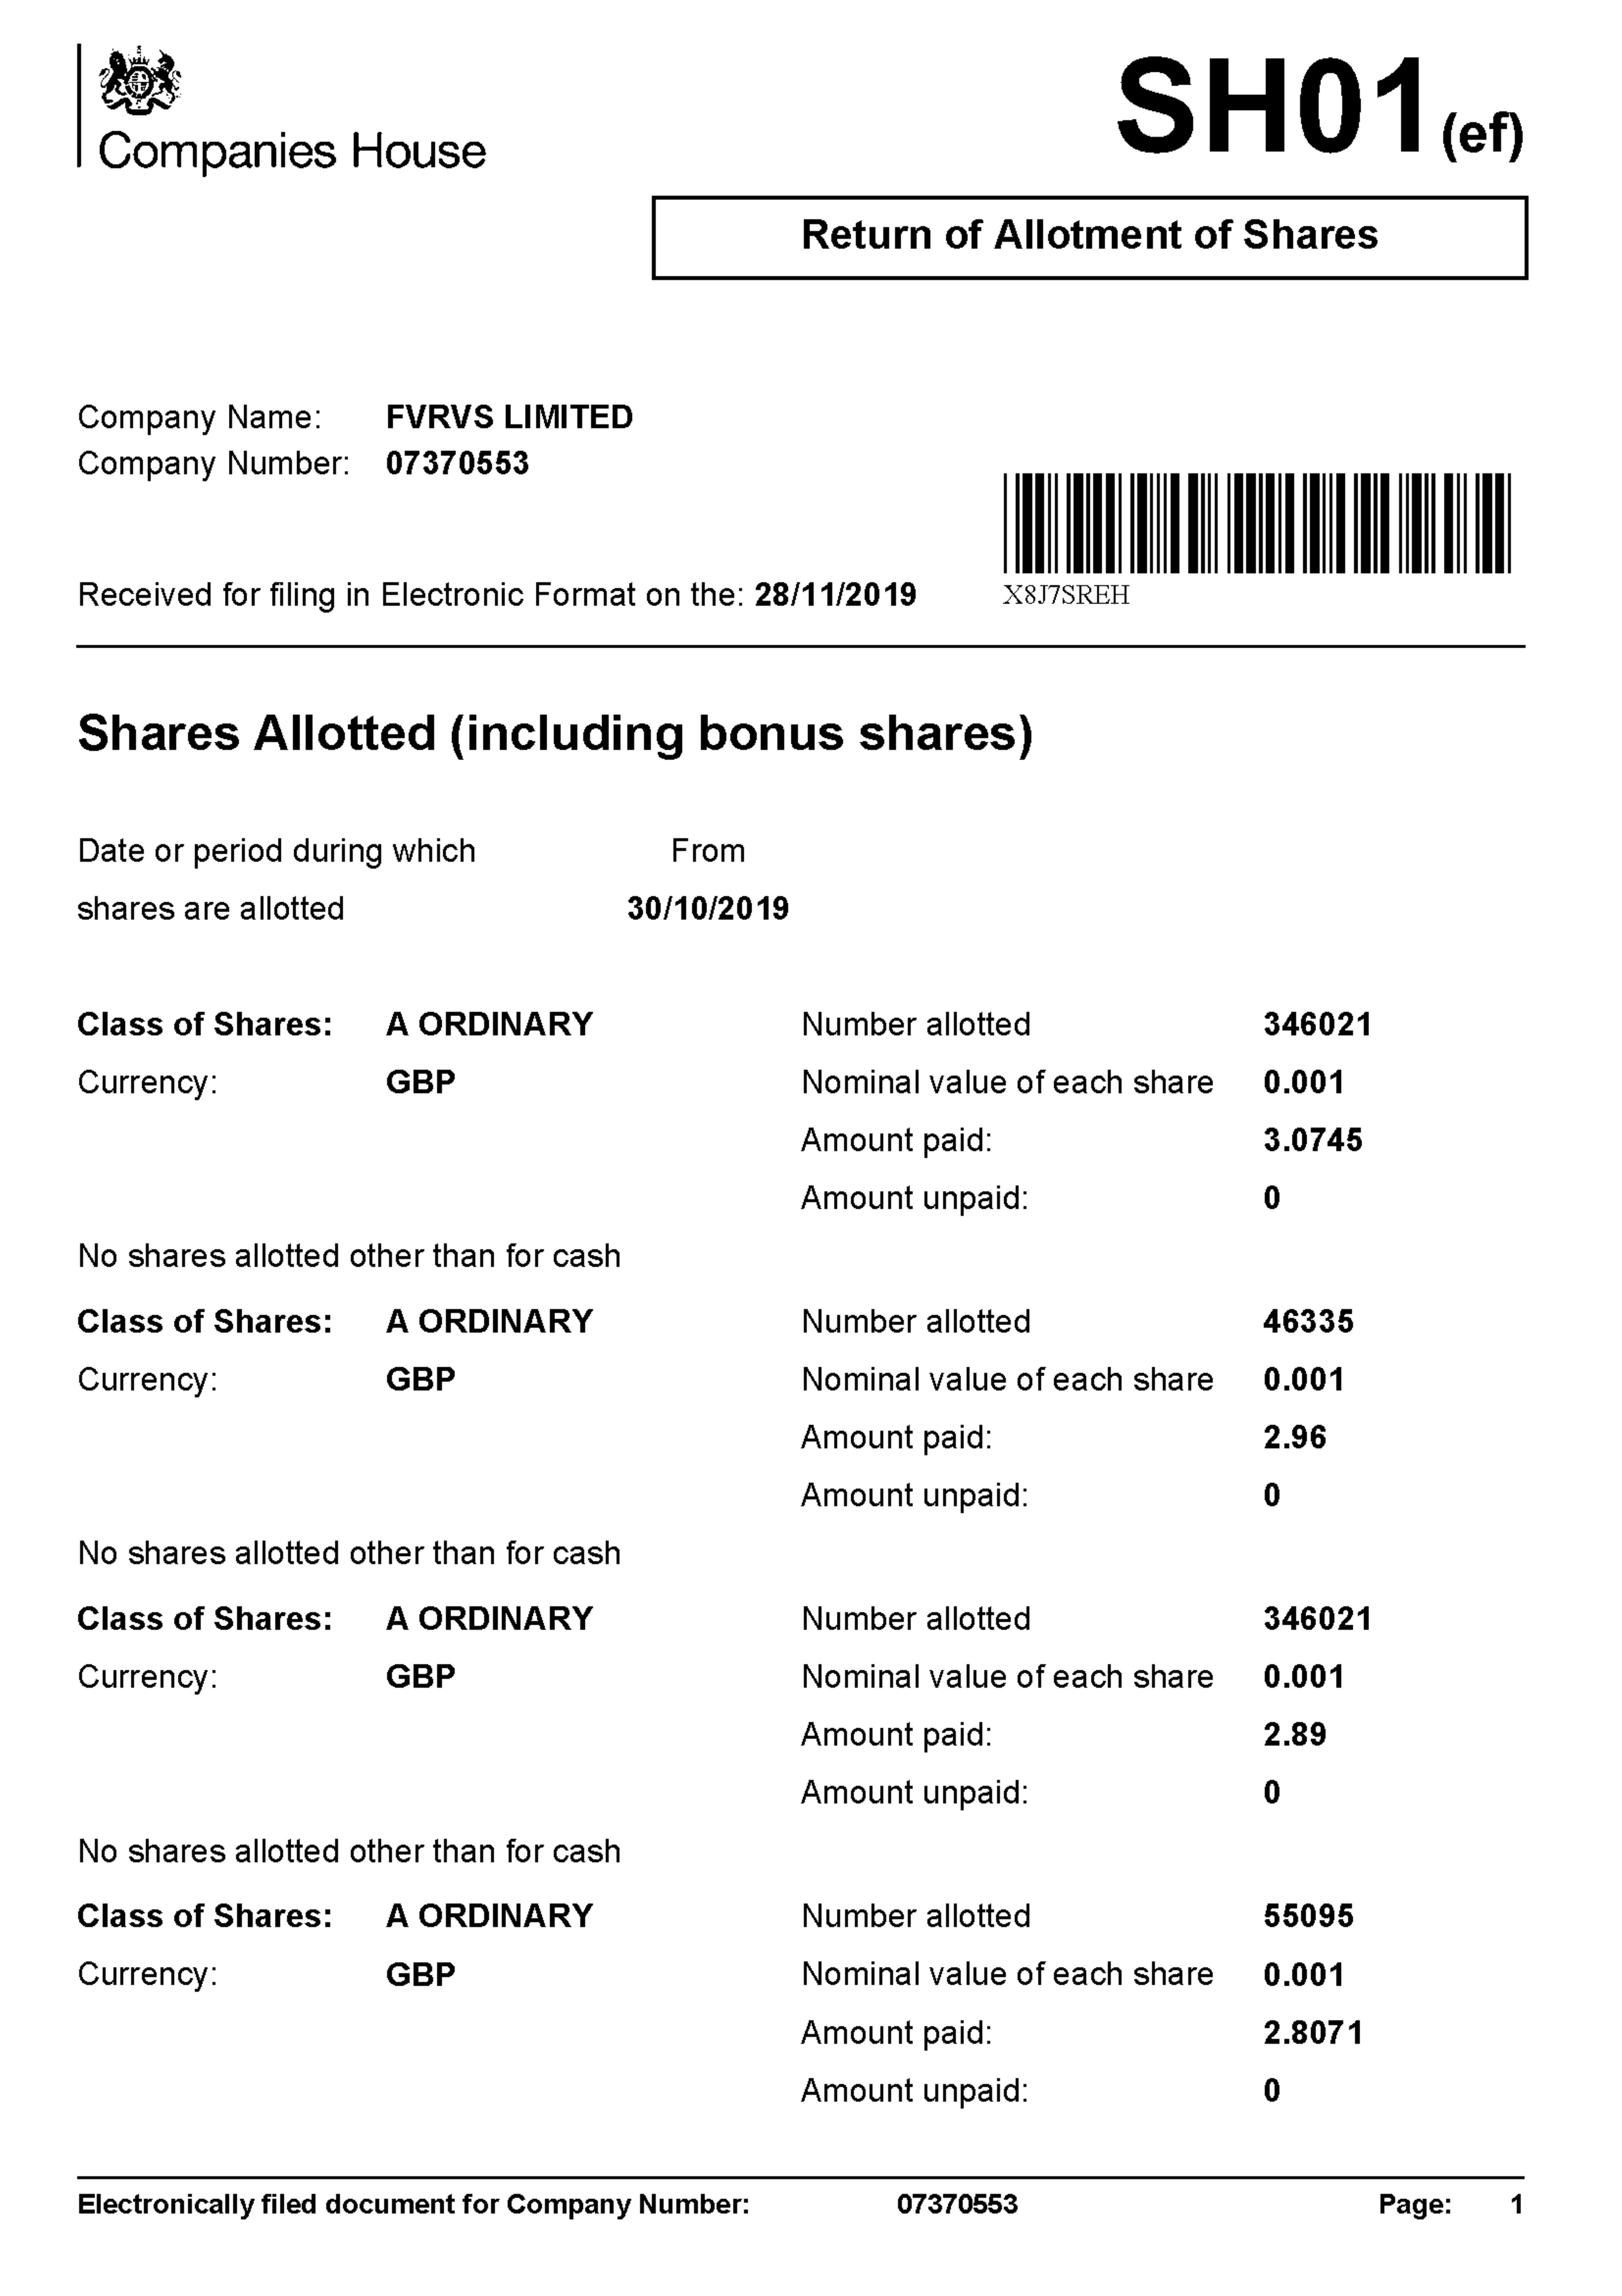 Companies House
SH01(ef)
Return of Allotment of Shares
Company Name: FVRVS LIMITED
Company Number: 07370553
Received for filing in Electronic Format on the: 28/11/2019
X8J7SREH
Shares Allotted (including bonus shares)
Date or period during which From
shares are allotted 30/10/2019
Class of Shares: A ORDINARY Number allotted 346021
Currency: GBP Nominal value of each share 0.001
Amount paid: 3.0745
Amount unpaid: 0
No shares allotted other than for cash
Class of Shares: A ORDINARY Number allotted 46335
Currency: GBP Nominal value of each share 0.001
Amount paid: 2.96
Amount unpaid: 0
No shares allotted other than for cash
Class of Shares: A ORDINARY Number allotted 346021
Currency: GBP Nominal value of each share 0.001
Amount paid: 2.89
Amount unpaid: 0
No shares allotted other than for cash
Class of Shares: A ORDINARY Number allotted 55095
Currency: GBP Nominal value of each share 0.001
Amount paid: 2.8071
Amount unpaid: 0
Electronically filed document for Company Number: 07370553 Page: 1